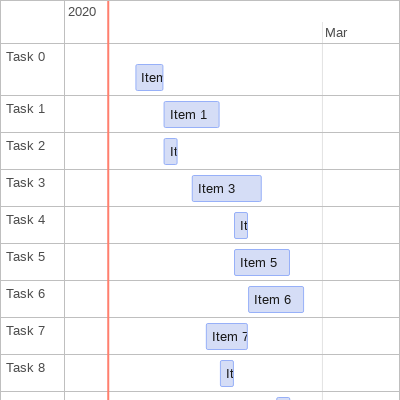 2020
Mar
Task 0
Item
Task 1
Item 1
Task 2
It
Task 3
Item 3
Task 4
It
Task 5
Item 5
Task 6
Item 6
Task 7
Item 7
Task 8
It